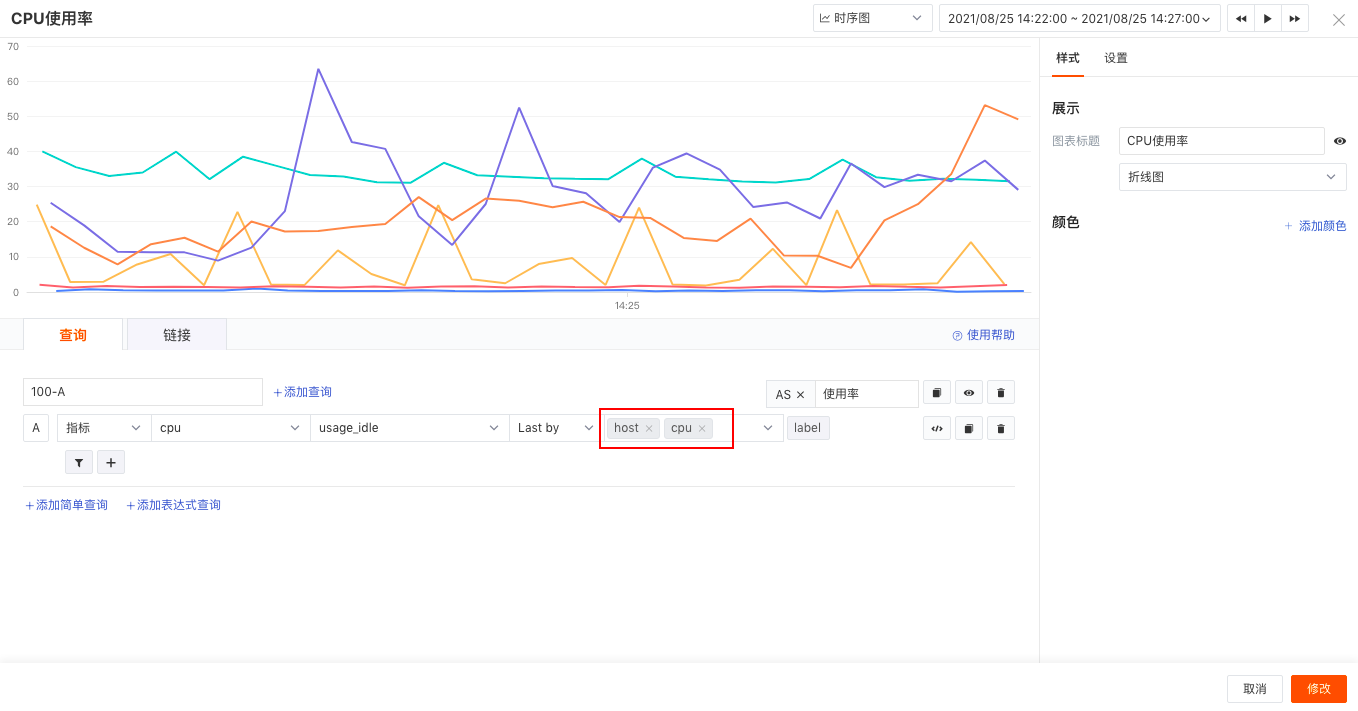 CPU使用率
时序图
2021/08/25 14:22:00 ~ 2021/08/25 14:27:00
70
60
50
40
30
20
10
0
14:25
样式
设置
展示
图表标题
CPU使用率
折线图
颜色
+ 添加颜色
查询
链接
使用帮助
100-A
+添加查询
AS ×
使用率
A
指标
cpu
usage_idle
Last by
host ×
cpu ×
label
</>
+
+添加简单查询
+添加表达式查询
取消
修改